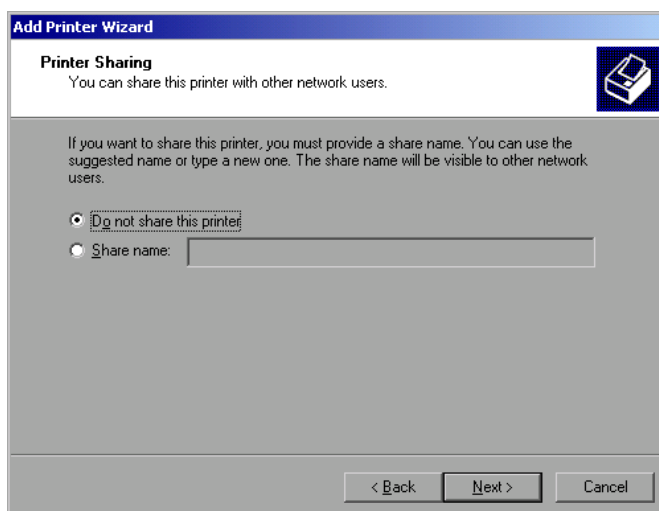 Add Printer Wizard
Printer Sharing
You can share this printer with other network users.
If you want to share this printer, you must provide a share name. You can use the
suggested name or type a new one. The share name will be visible to other network
users.
Do not share this printer
Share name:
< Back
Next >
Cancel